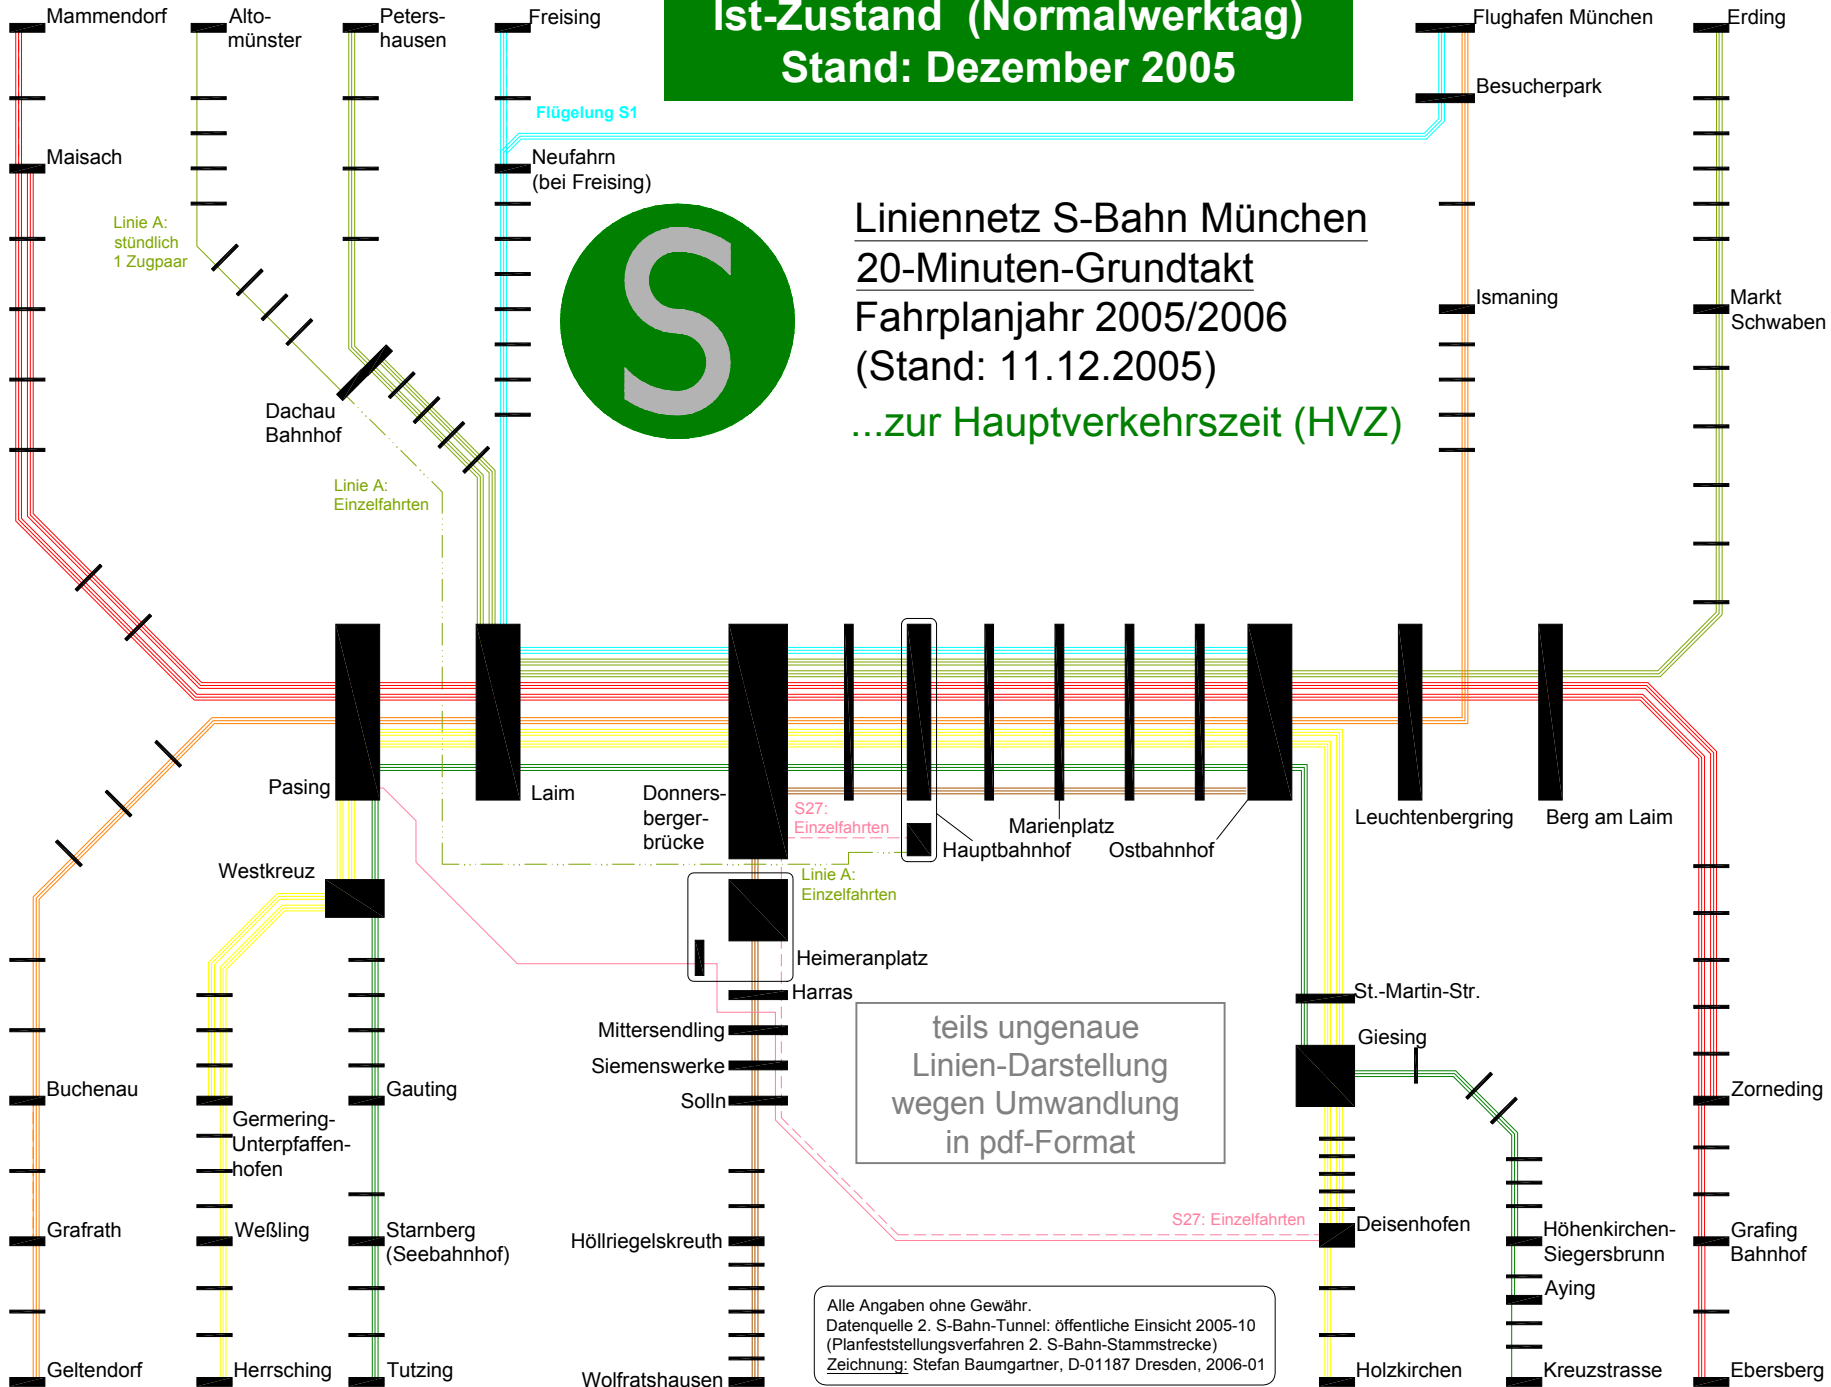 Ist-Zustand (Normalwerktag)
Stand: Dezember 2005
Mammendorf
Alto-
münster
Peters-
hausen
Freising
Flughafen München
Erding
Besucherpark
Flügelung S1
Maisach
Neufahrn
(bei Freising)
Linie A:
stündlich
1 Zugpaar
S
Liniennetz S-Bahn München
20-Minuten-Grundtakt
Fahrplanjahr 2005/2006
(Stand: 11.12.2005)
...zur Hauptverkehrszeit (HVZ)
Ismaning
Markt
Schwaben
Dachau
Bahnhof
Linie A:
Einzelfahrten
Pasing
Laim
Donners-
berger-
brücke
S27:
Einzelfahrten
Marienplatz
Hauptbahnhof
Ostbahnhof
Leuchtenbergring
Berg am Laim
Westkreuz
Linie A:
Einzelfahrten
Heimeranplatz
Harras
Mittersendling
Siemenswerke
Solln
St.-Martin-Str.
Giesing
teils ungenaue
Linien-Darstellung
wegen Umwandlung
in pdf-Format
Buchenau
Germering-
Unterpfaffen-
hofen
Gauting
Zorneding
Grafrath
Weßling
Starnberg
(Seebahnhof)
Höllriegelskreuth
S27: Einzelfahrten
Deisenhofen
Höhenkirchen-
Siegersbrunn
Grafing
Bahnhof
Aying
Alle Angaben ohne Gewähr.
Datenquelle 2. S-Bahn-Tunnel: öffentliche Einsicht 2005-10
(Planfeststellungsverfahren 2. S-Bahn-Stammstrecke)
Zeichnung: Stefan Baumgartner, D-01187 Dresden, 2006-01
Geltendorf
Herrsching
Tutzing
Wolfratshausen
Holzkirchen
Kreuzstrasse
Ebersberg